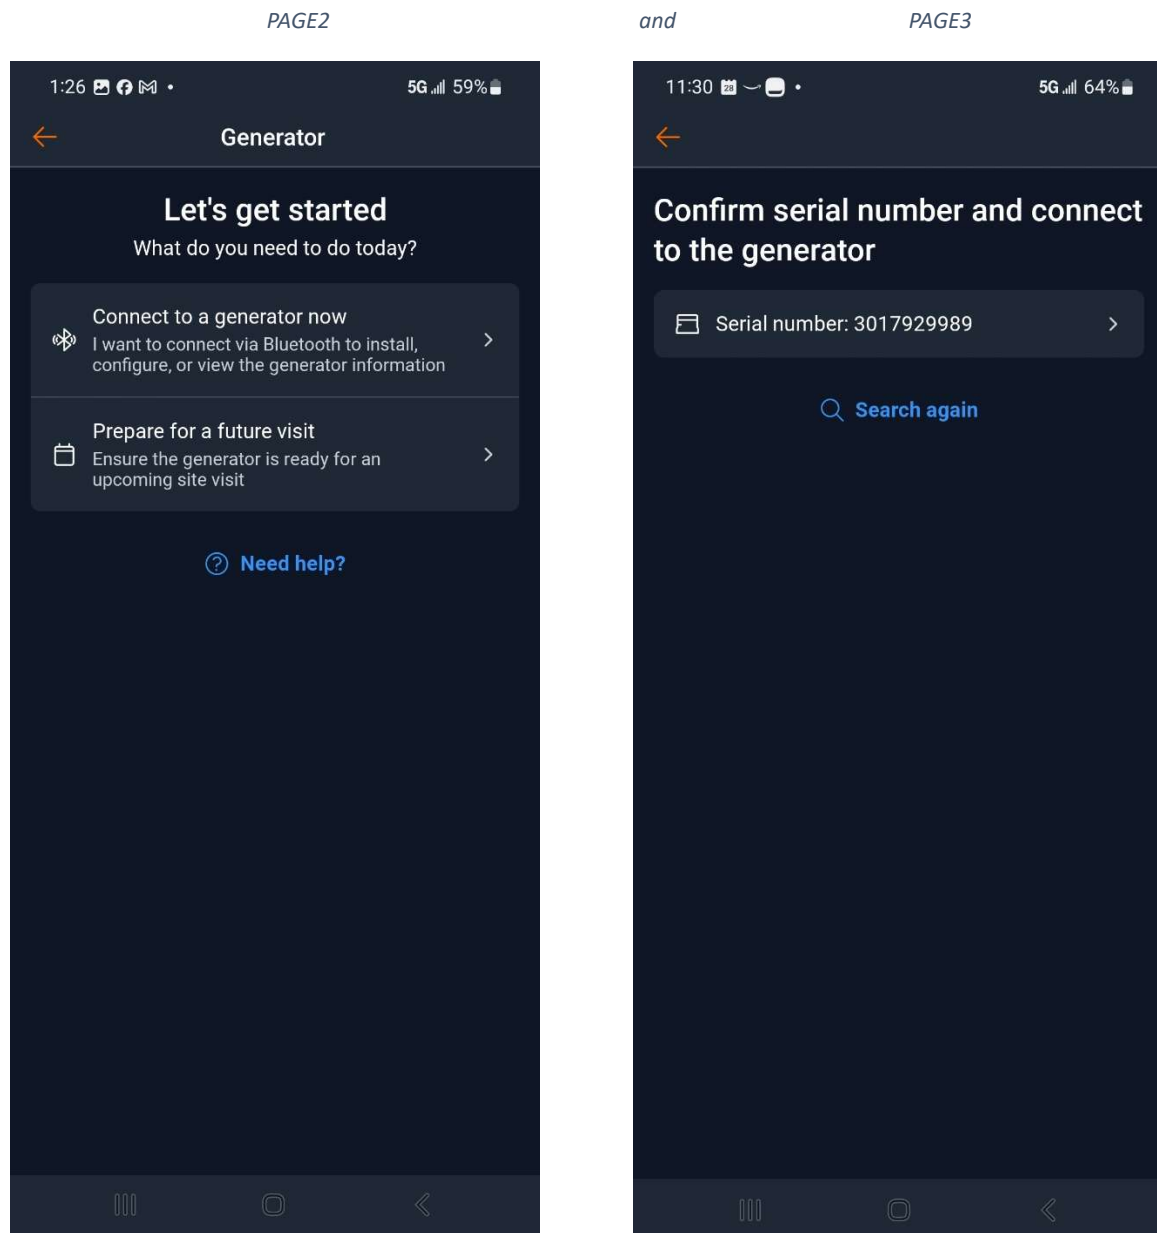 PAGE2 and PAGE3
1:26 5G 59%
Generator
Let's get started
What do you need to do today?
Connect to a generator now
I want to connect via Bluetooth to install,
configure, or view the generator information
Prepare for a future visit
Ensure the generator is ready for an
upcoming site visit
Need help?
11:30 28 5G 64%
Confirm serial number and connect
to the generator
Serial number: 3017929989
Search again